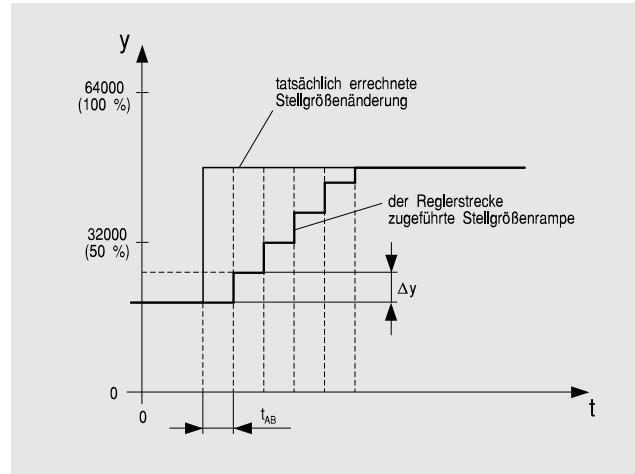 y
64000
(100 %)
tatsächlich errechnete
Stellgrößenänderung
der Reglerstrecke
zugeführte Stellgrößenrampe
32000
(50 %)
Δy
0
0
t
tAB